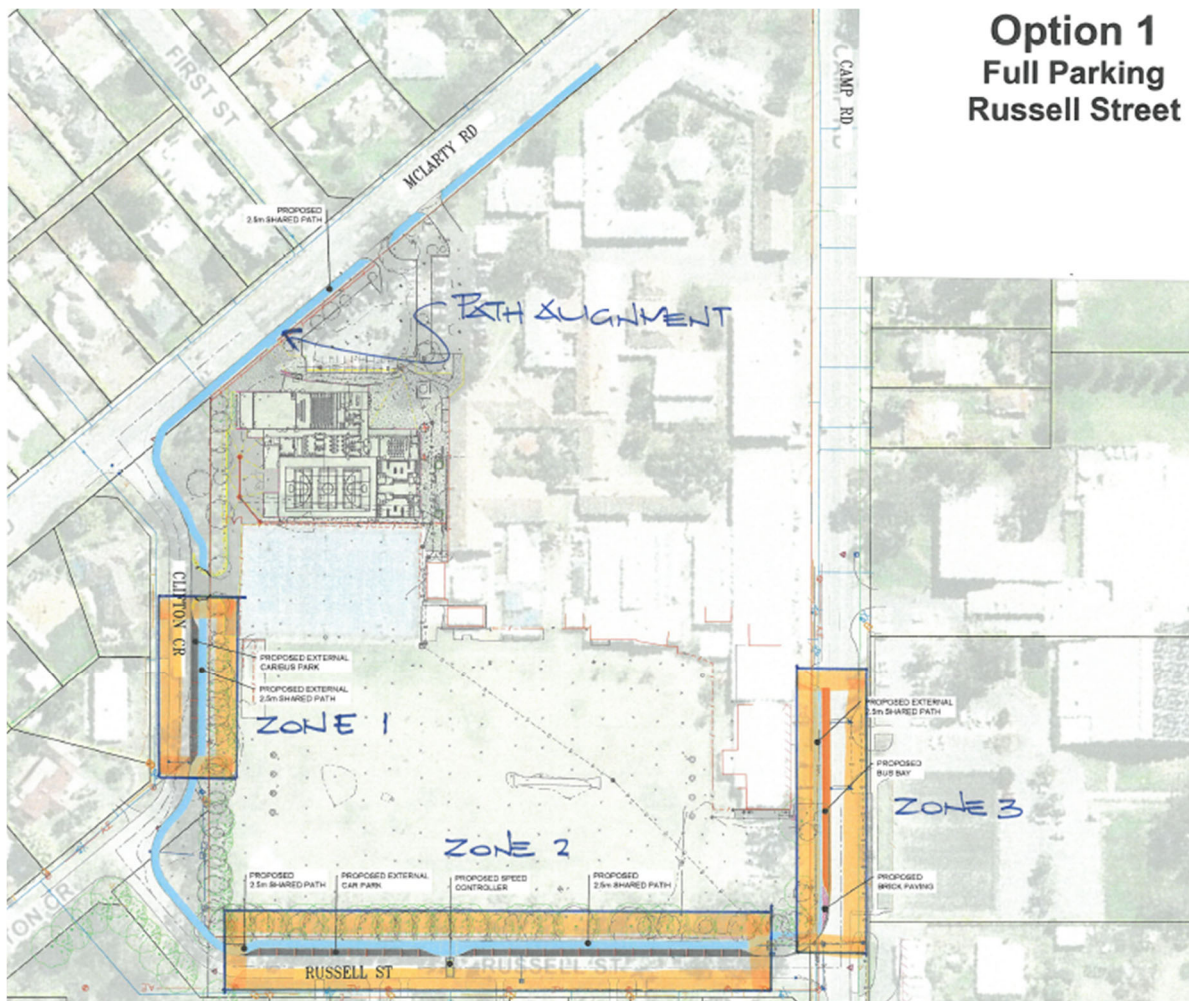 Option 1
Full Parking
Russell Street
FIRST ST
MCLARTY RD
CAMP RD
PROPOSED
2.5m SHARED PATH
PATH ALIGNMENT
CLIFTON CR
PROPOSED EXTERNAL
CAR/BUS PARK
PROPOSED EXTERNAL
2.5m SHARED PATH
ZONE 1
PROPOSED EXTERNAL
2.5m SHARED PATH
PROPOSED
BUS BAY
ZONE 3
PROPOSED
BRICK PAVING
ZONE 2
PROPOSED
2.5m SHARED PATH
PROPOSED EXTERNAL
CAR PARK
PROPOSED SPEED
CONTROLLER
PROPOSED
2.5m SHARED PATH
TON CR
RUSSELL ST
RUSSELL ST